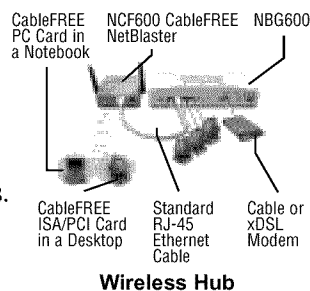 CableFREE
PC Card in
a Notebook
NCF600 CableFREE
NetBlaster
NBG600
CableFREE
ISA/PCI Card
in a Desktop
Standard
RJ-45
Ethernet
Cable
Cable or
xDSL
Modem
Wireless Hub